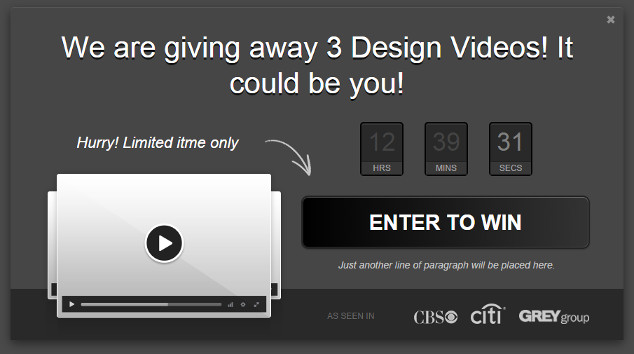 We are giving away 3 Design Videos! It
could be you!
Hurry! Limited itme only
12 39 31
HRS MINS SECS
ENTER TO WIN
Just another line of paragraph will be placed here.
AS SEEN IN
CBS citi GREYgroup